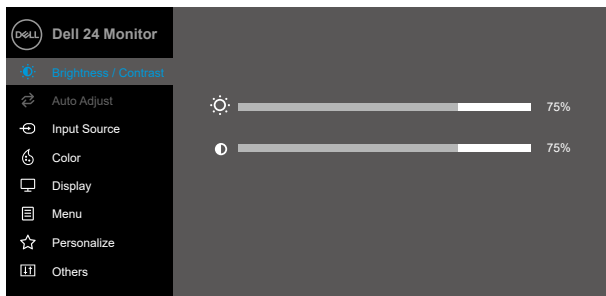 DELL Dell 24 Monitor
Brightness / Contrast
Auto Adjust
75%
Input Source
75%
Color
Display
Menu
Personalize
Others